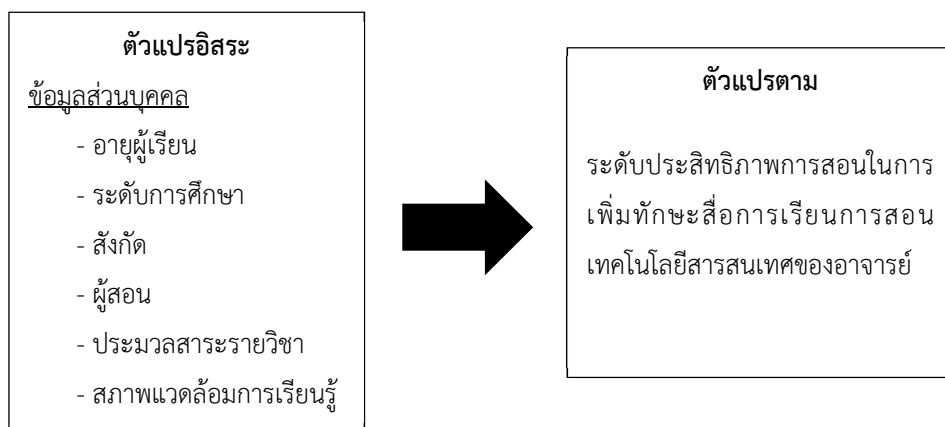 ตัวแปรอิสระ
ข้อมูลส่วนบุคคล
- อายุผู้เรียน
- ระดับการศึกษา
- สังกัด
- ผู้สอน
- ประมวลสาระรายวิชา
- สภาพแวดล้อมการเรียนรู้
ตัวแปรตาม
ระดับประสิทธิภาพการสอนในการ
เพิ่มทักษะสื่อการเรียนการสอน
เทคโนโลยีสารสนเทศของอาจารย์